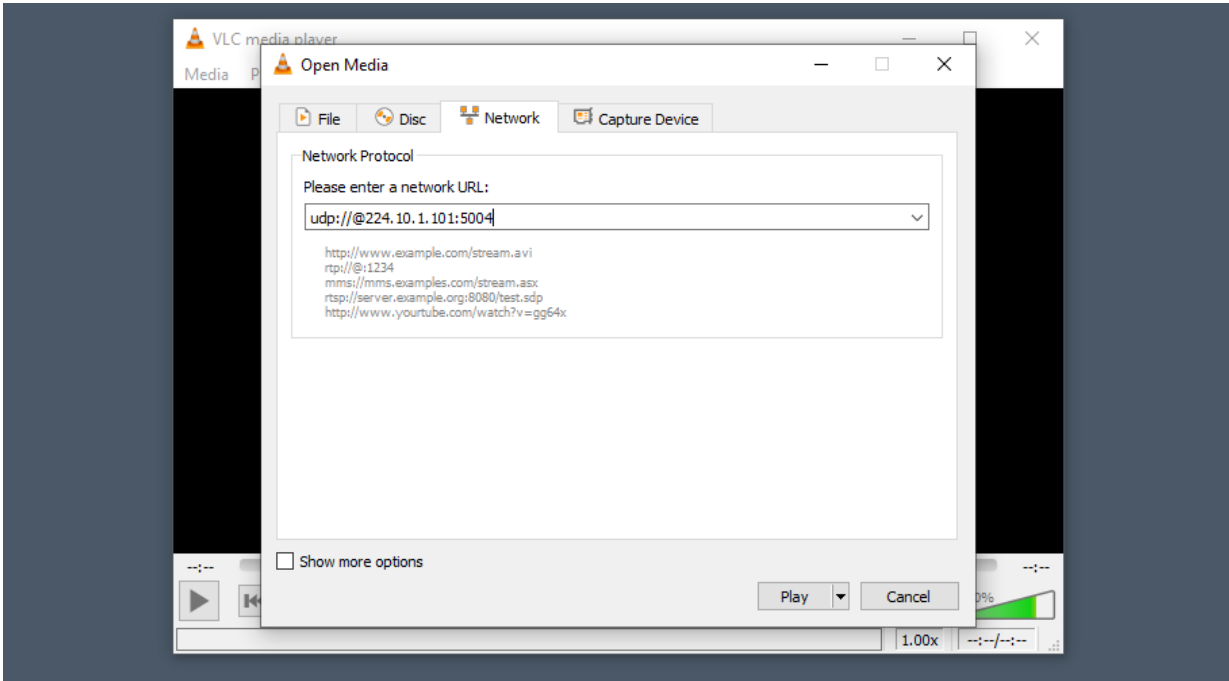 VLC media player
Media
Open Media
File Disc Network Capture Device
Network Protocol
Please enter a network URL:
udp://@224.10.1.101:5004
http://www.example.com/stream.avi
rtp://@:1234
mms://mms.examples.com/stream.asx
rtsp://server.example.org:8080/test.sdp
http://www.yourtube.com/watch?v=gg64x
Show more options
--:-- --:--
Play Cancel
1.00x --:--/--:--